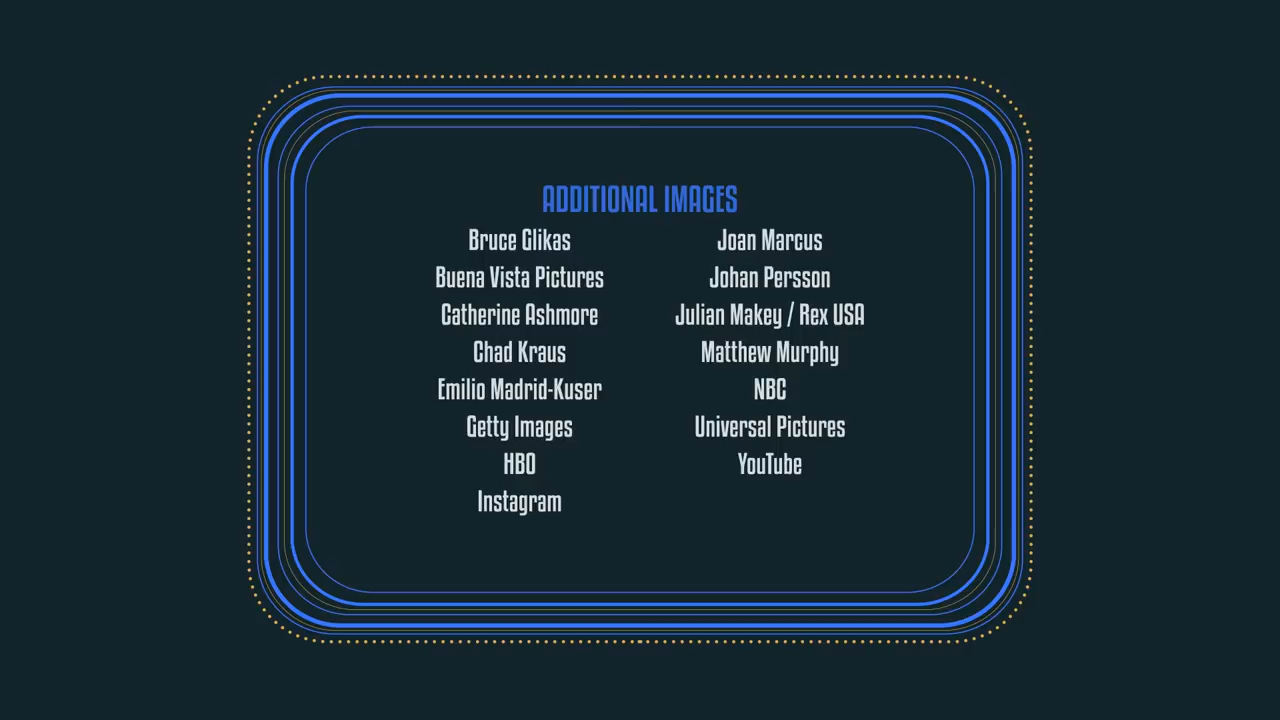 ADDITIONAL IMAGES
Bruce Glikas
Buena Vista Pictures
Catherine Ashmore
Chad Kraus
Emilio Madrid-Kuser
Getty Images
HBO
Instagram
Joan Marcus
Johan Persson
Julian Makey / Rex USA
Matthew Murphy
NBC
Universal Pictures
YouTube